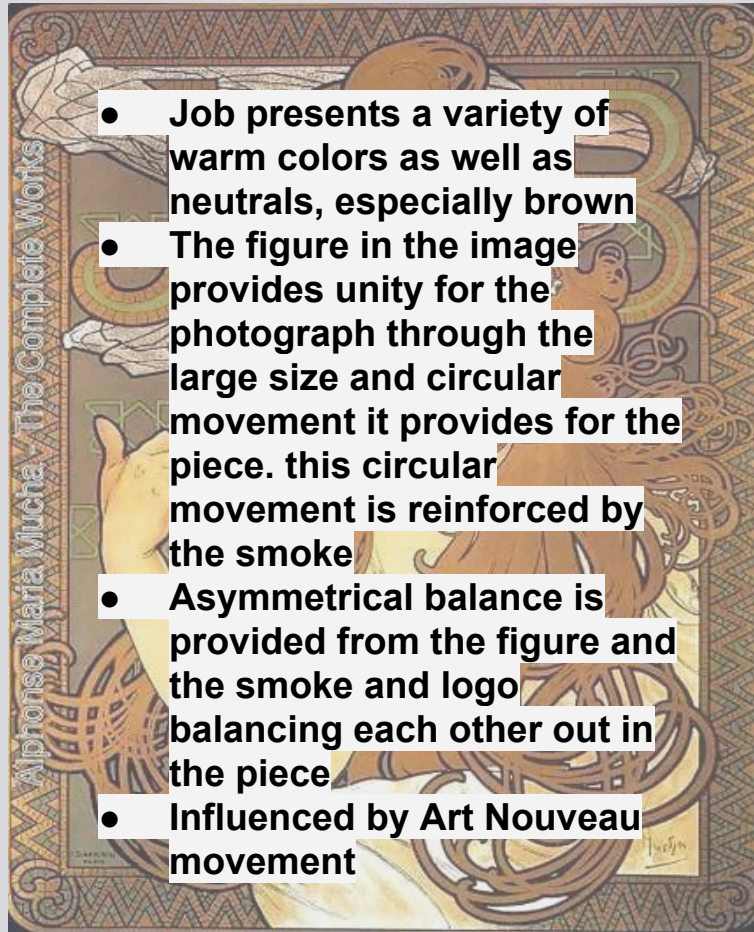 ● Job presents a variety of
warm colors as well as
neutrals, especially brown
● The figure in the image
provides unity for the
photograph through the
large size and circular
movement it provides for the
piece. this circular
movement is reinforced by
the smoke
● Asymmetrical balance is
provided from the figure and
the smoke and logo
balancing each other out in
the piece
● Influenced by Art Nouveau
movement
Alphonse Maria Mucha - The Complete Works
Mucha